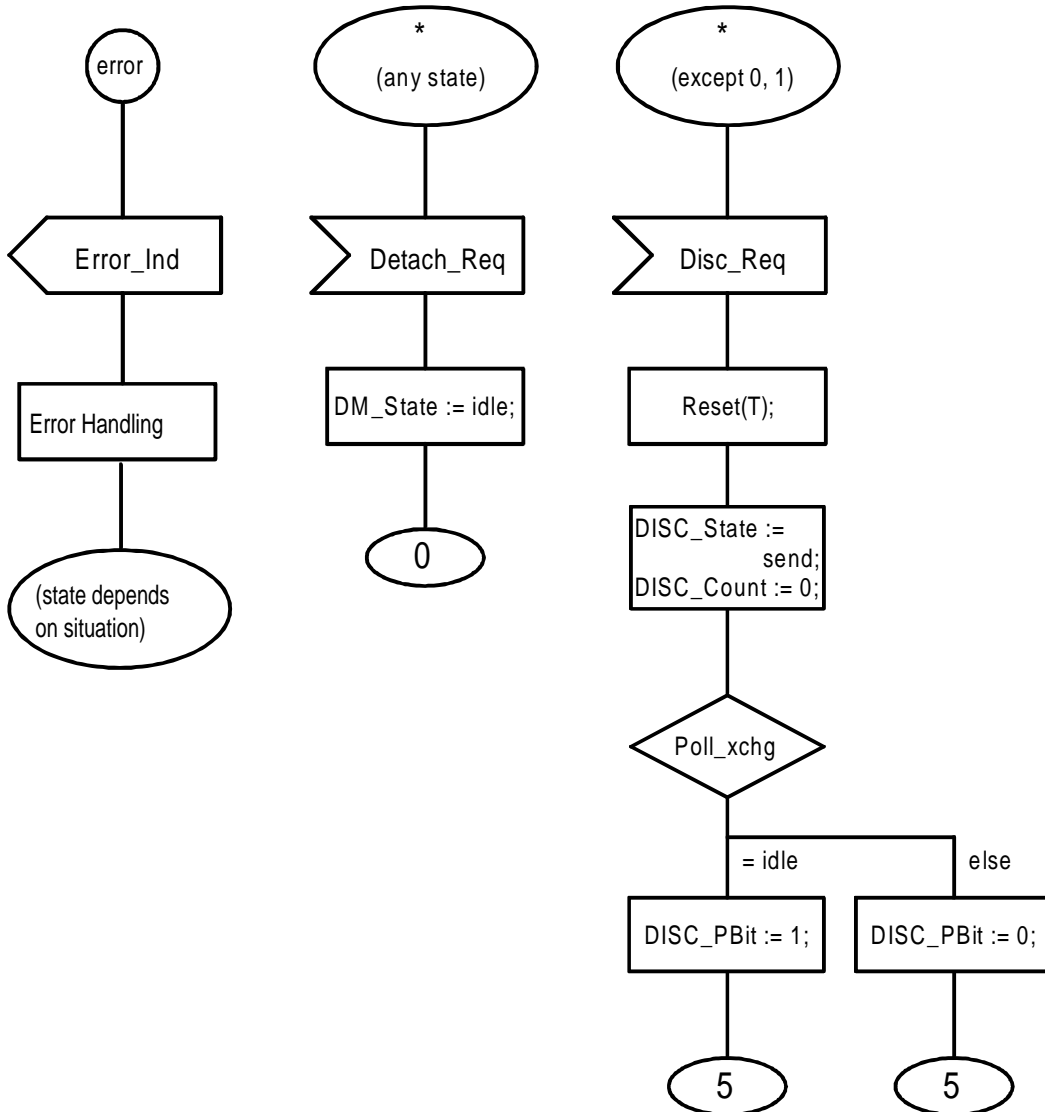 error
Error_Ind
Error Handling
(state depends
on situation)
*
(any state)
Detach_Req
DM_State := idle;
0
*
(except 0, 1)
Disc_Req
Reset(T);
DISC_State :=
send;
DISC_Count := 0;
Poll_xchg
= idle
else
DISC_PBit := 1;
DISC_PBit := 0;
5
5